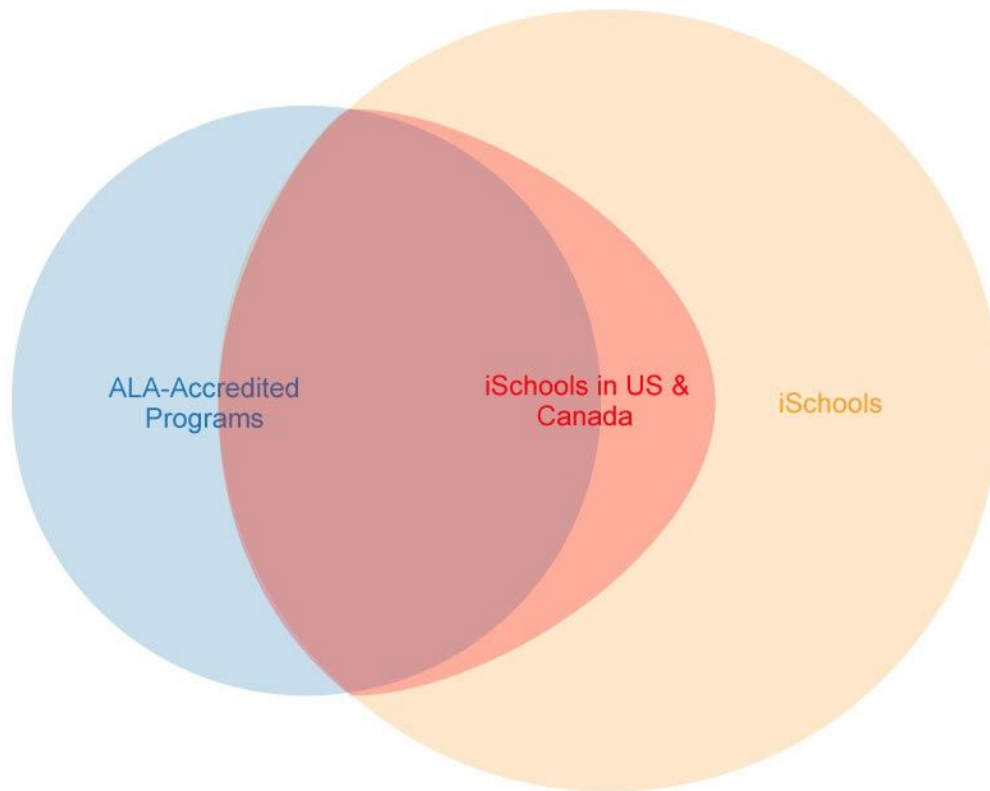 ALA-Accredited
Programs
iSchools in US &
Canada
iSchools